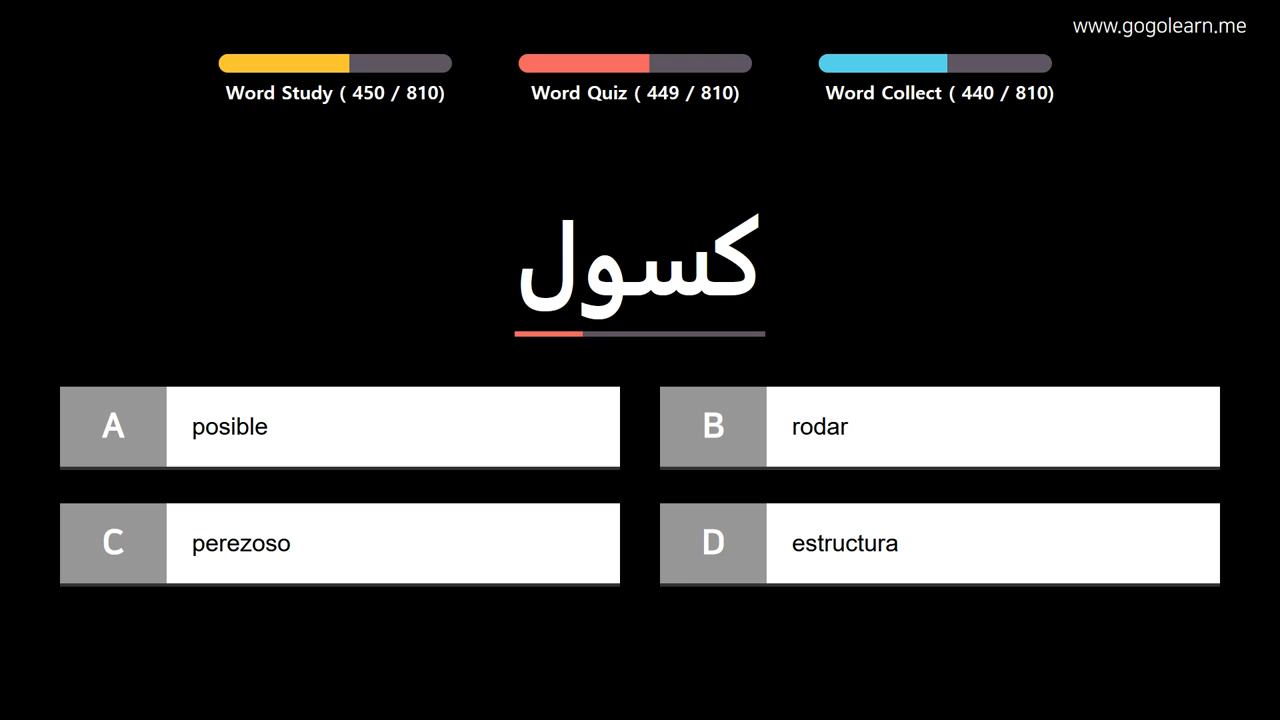 www.gogolearn.me
Word Study ( 450 / 810)
Word Quiz ( 449 / 810)
Word Collect ( 440 / 810)
كسول
A posible
B rodar
C perezoso
D estructura